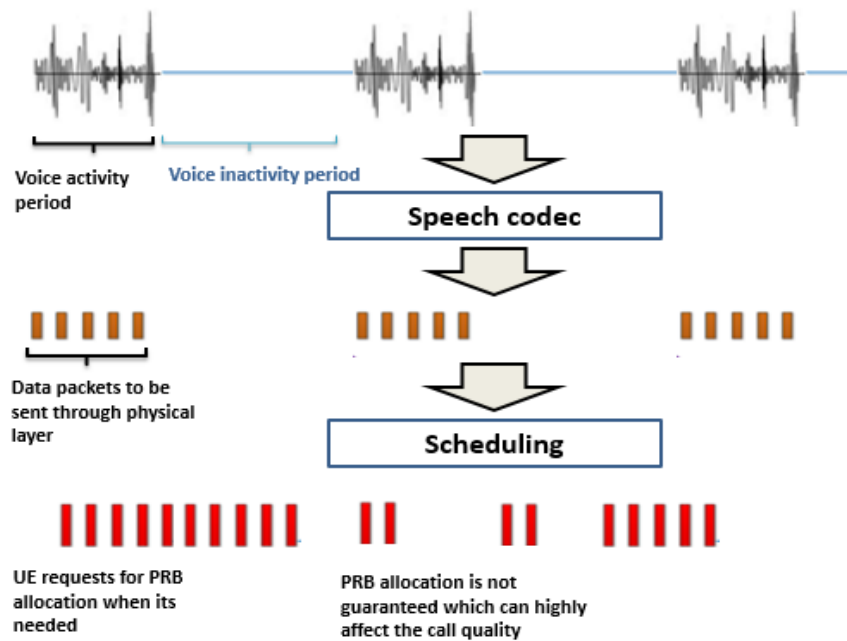 Voice activity
period
Voice inactivity period
Speech codec
Data packets to be
sent through physical
layer
Scheduling
UE requests for PRB
allocation when its
needed
PRB allocation is not
guaranteed which can highly
affect the call quality